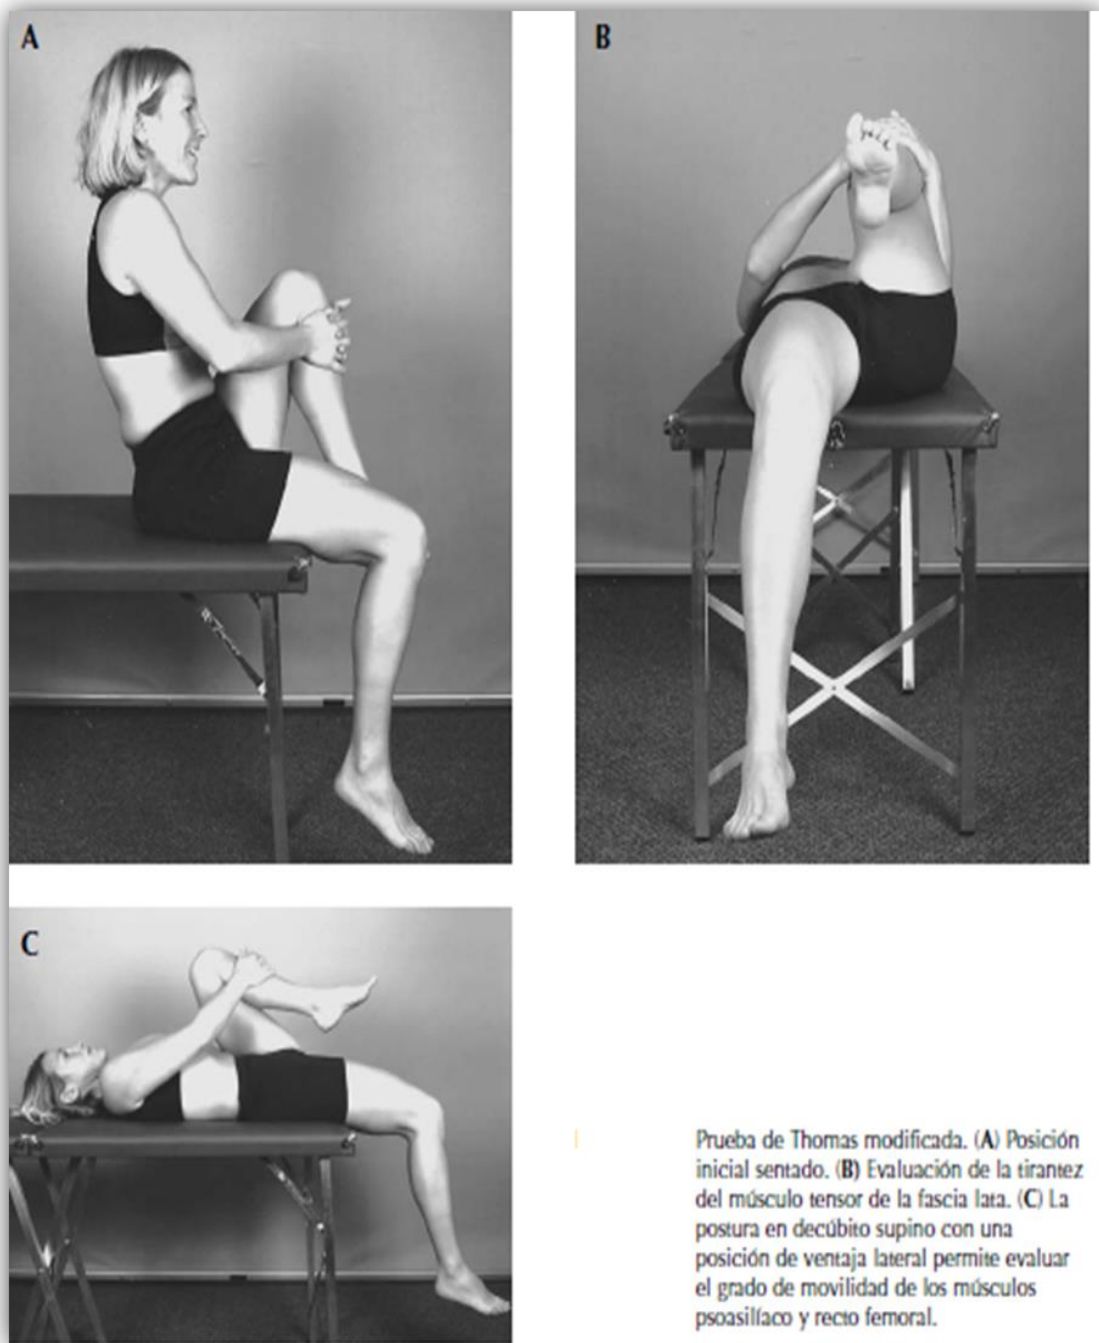 A
B
C
Prueba de Thomas modificada. (A) Posición
inicial sentado. (B) Evaluación de la tirantez
del músculo tensor de la fascia lata. (C) La
postura en decúbito supino con una
posición de ventaja lateral permite evaluar
el grado de movilidad de los músculos
psoasilíaco y recto femoral.